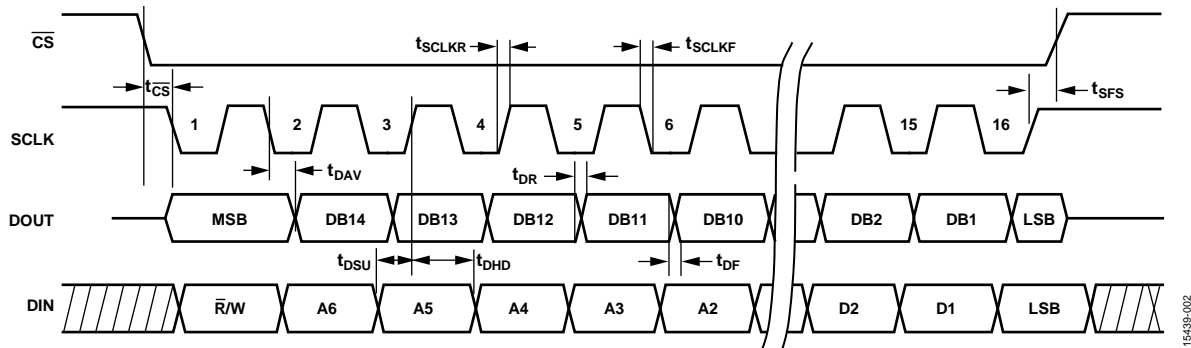 CS
tSCLKR
tSCLKF
tCS
tSFS
SCLK
1 2 3 4 5 6 15 16
tDAV
tDR
DOUT
MSB DB14 DB13 DB12 DB11 DB10 DB2 DB1 LSB
tDSU
tDHD
tDF
DIN
R/W A6 A5 A4 A3 A2 D2 D1 LSB
15439-002